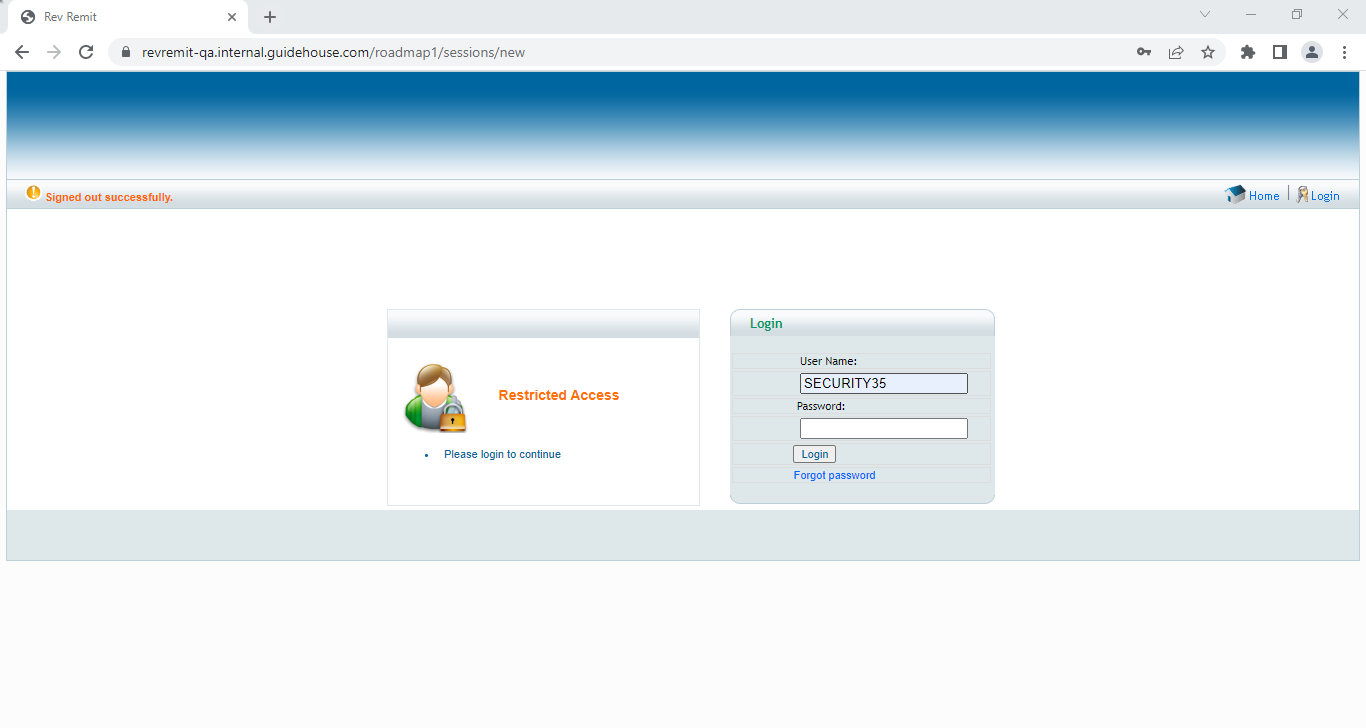 Rev Remit
revremit-qa.internal.guidehouse.com/roadmap1/sessions/new
Signed out successfully.
Home
Login
Login
User Name:
SECURITY35
Restricted Access
Password:
Please login to continue
Login
Forgot password